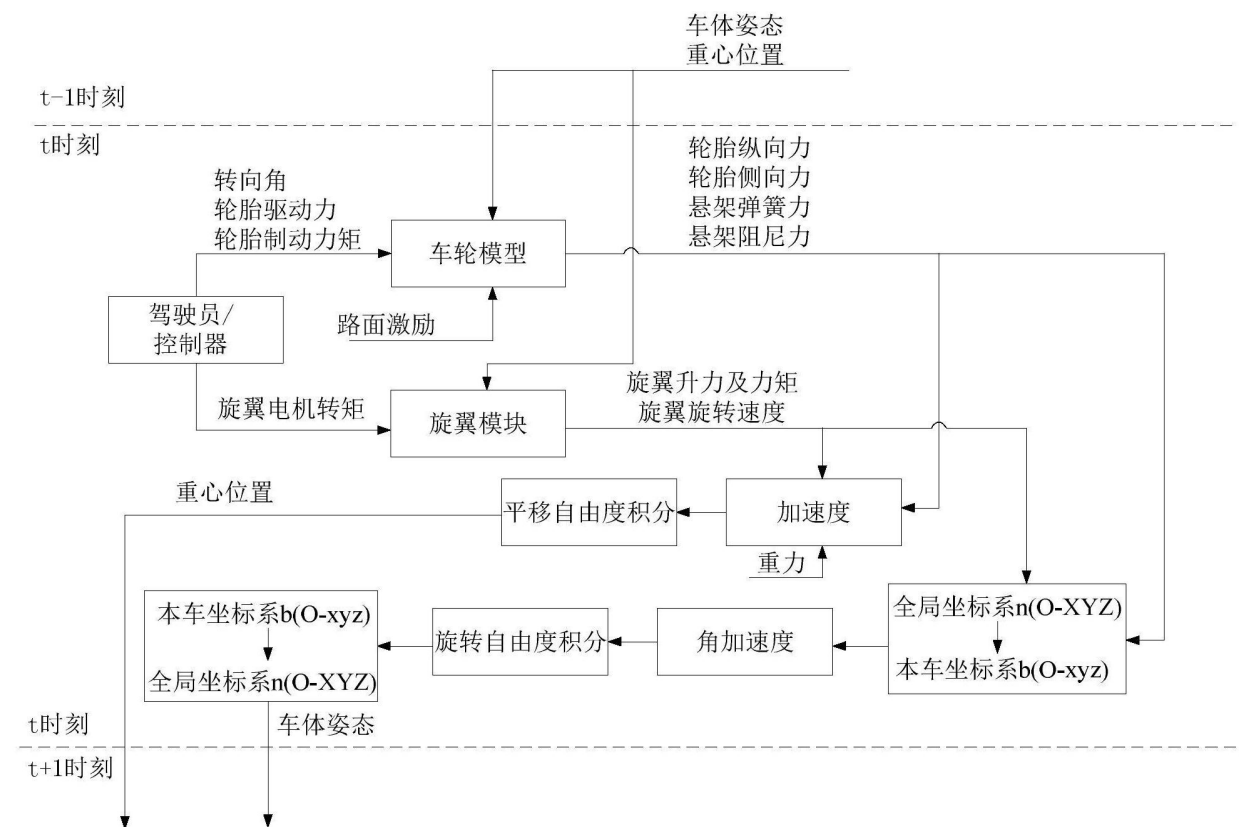 车体姿态
重心位置
t-1时刻
t时刻
轮胎纵向力
轮胎侧向力
悬架弹簧力
悬架阻尼力
转向角
轮胎驱动力
轮胎制动力矩
车轮模型
驾驶员/
控制器
路面激励
旋翼电机转矩
旋翼模块
旋翼升力及力矩
旋翼旋转速度
重心位置
平移自由度积分
加速度
重力
本车坐标系b(O-xyz)
全局坐标系n(O-XYZ)
旋转自由度积分
角加速度
全局坐标系n(O-XYZ)
本车坐标系b(O-xyz)
t时刻
车体姿态
t+1时刻